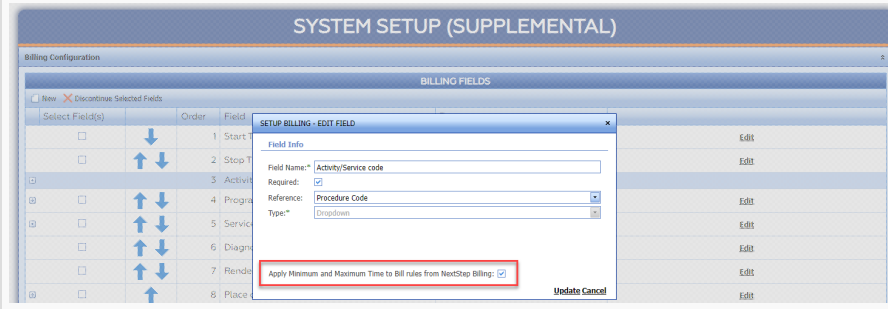 SYSTEM SETUP (SUPPLEMENTAL)
Billing Configuration
BILLING FIELDS
New Discontinue Selected Fields
Select Field(s) Order Field
1 Start T
2 Stop T
3 Activit
4 Progra
5 Servic
6 Diagn
7 Rende
8 Place
SETUP BILLING - EDIT FIELD x
Field Info
Field Name:* Activity/Service code
Required:
Reference: Procedure Code
Type:* Dropdown
Apply Minimum and Maximum Time to Bill rules from NextStep Billing:
Update Cancel
Edit
Edit
Edit
Edit
Edit
Edit
Edit